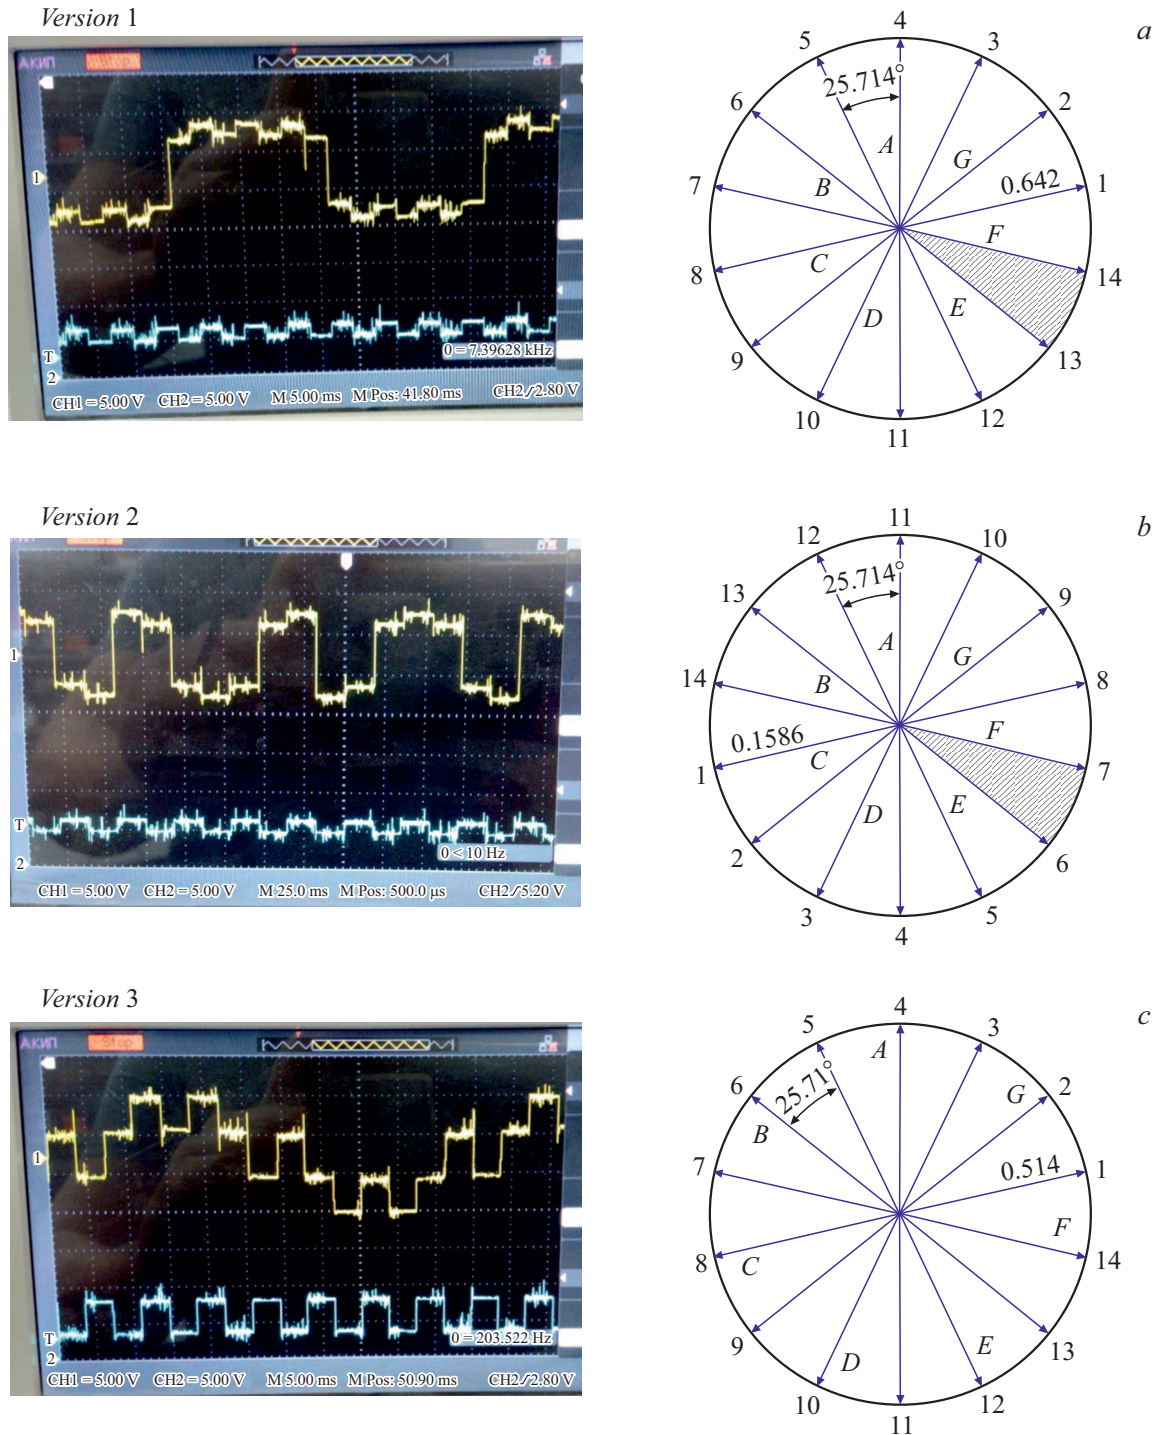 Version 1
АКИП
1
T
2
0 = 7.39628 kHz
CH1 = 5.00 V CH2 = 5.00 V M 5.00 ms M Pos: 41.80 ms CH2 / 2.80 V
a
4
5 3
25.714°
6 2
A G
7 B 0.642 1
F
8 C 14
D E
9 13
10 12
11
Version 2
1
T
2
0 < 10 Hz
CH1 = 5.00 V CH2 = 5.00 V M 25.0 ms M Pos: 500.0 μs CH2 / 5.20 V
b
11
12 10
25.714°
13 9
A G
14 B 8
0.1586 F
1 C 7
D E
2 6
3 5
4
Version 3
АКИП Stop
1
T
2
0 = 203.522 Hz
CH1 = 5.00 V CH2 = 5.00 V M 5.00 ms M Pos: 50.90 ms CH2 / 2.80 V
c
4
5 3
A
25.71°
6 2
B G
7 0.514 1
F
8 C 14
9 D E 13
10 12
11